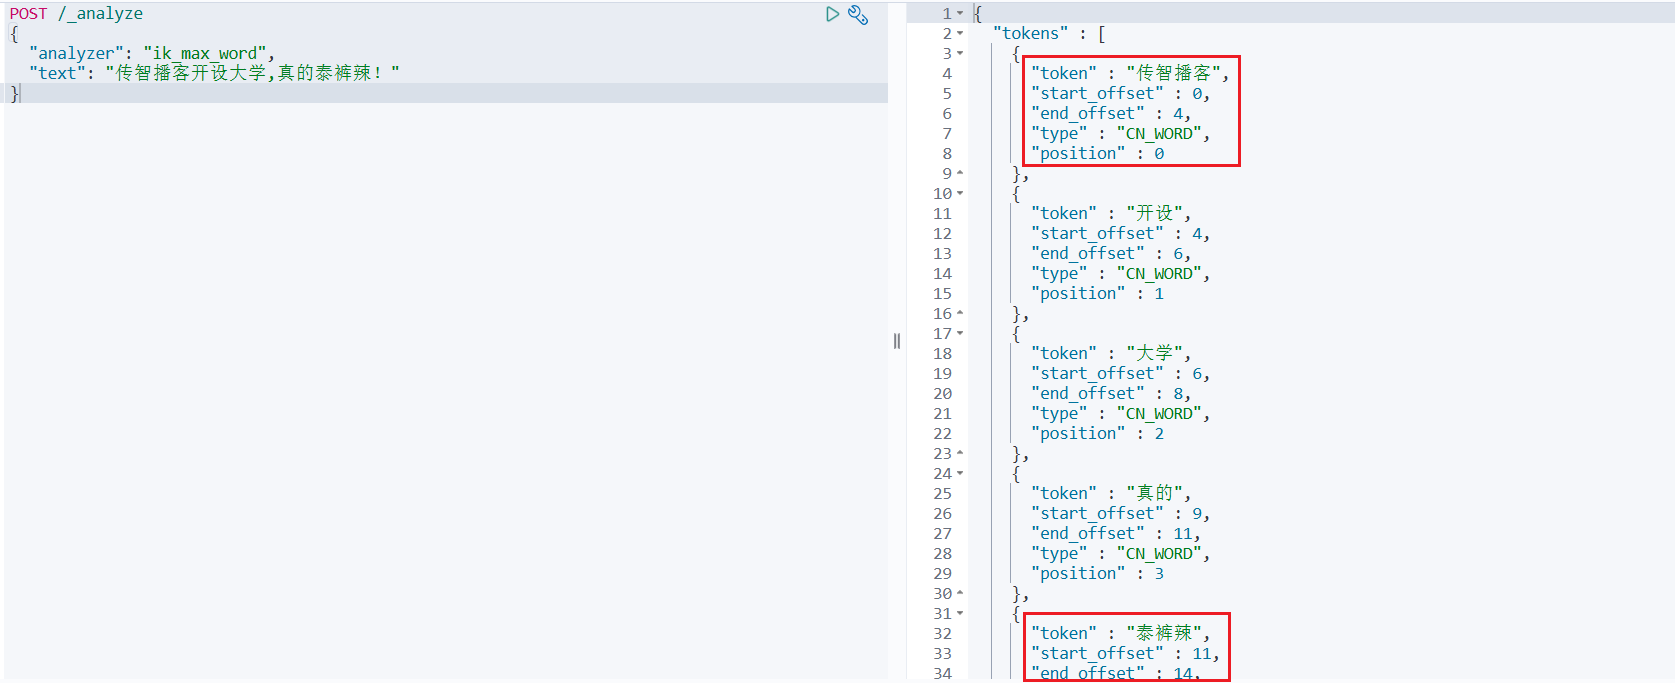 POST /_analyze
{
"analyzer": "ik_max_word",
"text": "传智播客开设大学,真的泰裤辣！"
}
1 {
2 "tokens" : [
3 {
4 "token" : "传智播客",
5 "start_offset" : 0,
6 "end_offset" : 4,
7 "type" : "CN_WORD",
8 "position" : 0
9 },
10 {
11 "token" : "开设",
12 "start_offset" : 4,
13 "end_offset" : 6,
14 "type" : "CN_WORD",
15 "position" : 1
16 },
17 {
18 "token" : "大学",
19 "start_offset" : 6,
20 "end_offset" : 8,
21 "type" : "CN_WORD",
22 "position" : 2
23 },
24 {
25 "token" : "真的",
26 "start_offset" : 9,
27 "end_offset" : 11,
28 "type" : "CN_WORD",
29 "position" : 3
30 },
31 {
32 "token" : "泰裤辣",
33 "start_offset" : 11,
34 "end_offset" : 14,